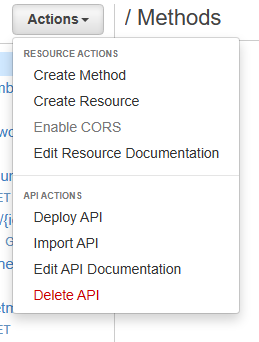 Actions
/ Methods
RESOURCE ACTIONS
Create Method
Create Resource
Enable CORS
Edit Resource Documentation
API ACTIONS
Deploy API
Import API
Edit API Documentation
Delete API